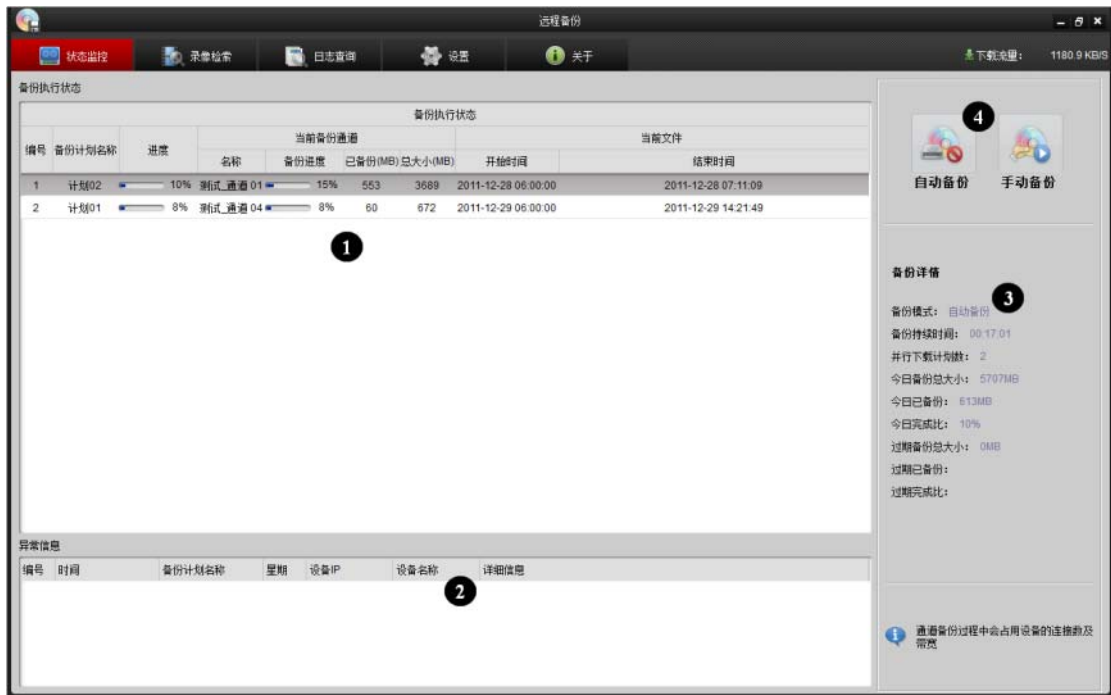 远程备份
状态监控 录像检索 日志查询 设置 关于 下载流量： 1180.9 KB/S
备份执行状态
备份执行状态
编号 备份计划名称 进度 当前备份通道 当前文件
名称 备份进度 已备份(MB) 总大小(MB) 开始时间 结束时间
1 计划02 10% 测试_通道 01 15% 553 3689 2011-12-28 06:00:00 2011-12-28 07:11:09
2 计划01 8% 测试_通道 04 8% 60 672 2011-12-29 06:00:00 2011-12-29 14:21:49
1
异常信息
编号 时间 备份计划名称 星期 设备IP 设备名称 详细信息
2
4
自动备份 手动备份
备份详情
3
备份模式： 自动备份
备份持续时间： 00:17:01
并行下载计划数： 2
今日备份总大小： 5707MB
今日已备份： 613MB
今日完成比： 10%
过期备份总大小： 0MB
过期已备份：
过期完成比：
通道备份过程中会占用设备的连接数及
带宽